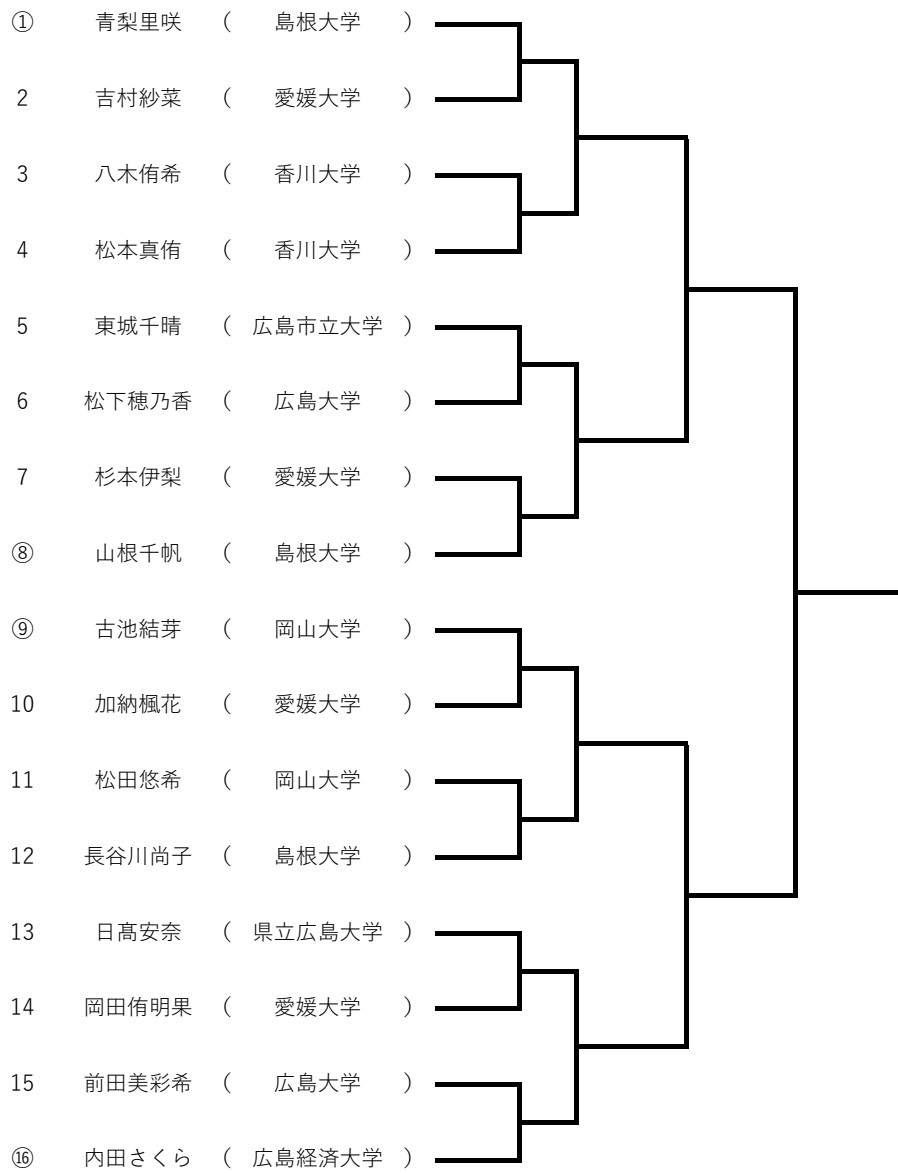 ① 青梨里咲 （ 島根大学 ）
2 吉村紗菜 （ 愛媛大学 ）
3 八木侑希 （ 香川大学 ）
4 松本真侑 （ 香川大学 ）
5 東城千晴 （ 広島市立大学 ）
6 松下穂乃香 （ 広島大学 ）
7 杉本伊梨 （ 愛媛大学 ）
⑧ 山根千帆 （ 島根大学 ）
⑨ 古池結芽 （ 岡山大学 ）
10 加納楓花 （ 愛媛大学 ）
11 松田悠希 （ 岡山大学 ）
12 長谷川尚子 （ 島根大学 ）
13 日髙安奈 （ 県立広島大学 ）
14 岡田侑明果 （ 愛媛大学 ）
15 前田美彩希 （ 広島大学 ）
⑯ 内田さくら （ 広島経済大学 ）